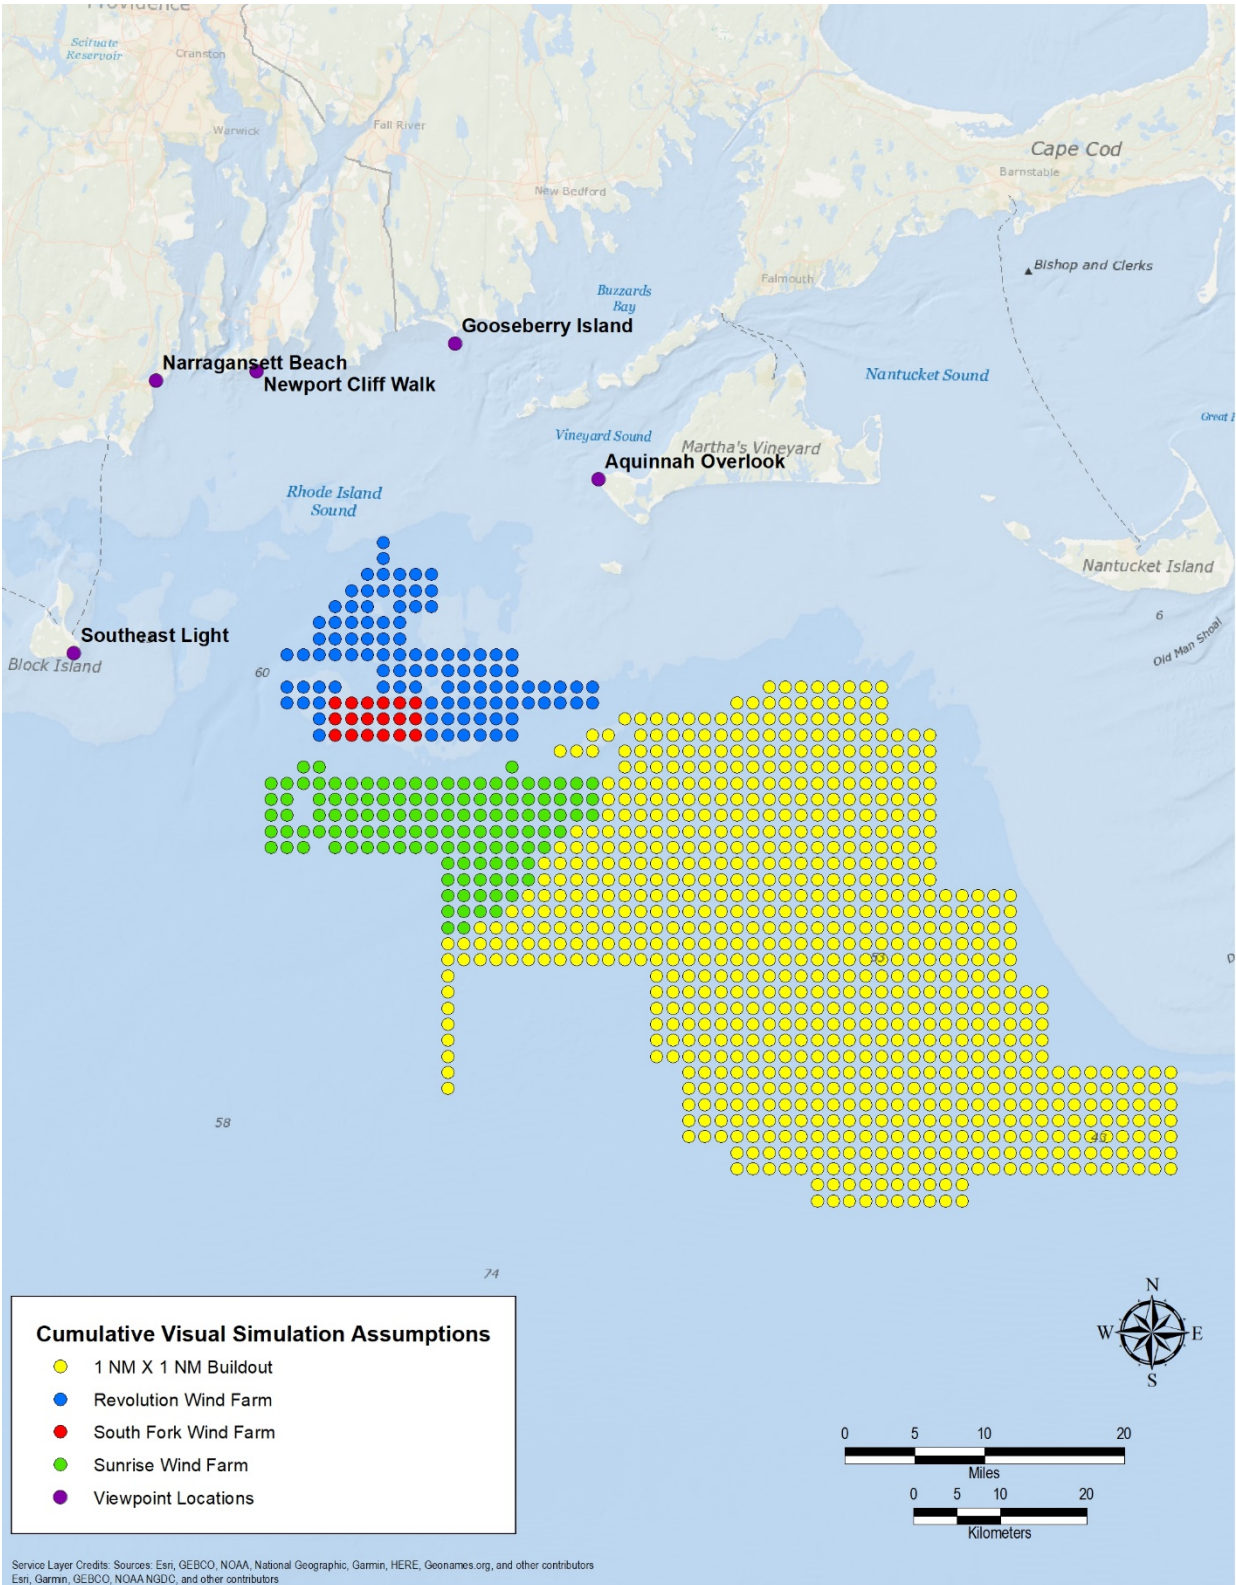 Providence
Scituate
Reservoir
Cranston
Warwick
Fall River
New Bedford
Cape Cod
Barnstable
Bishop and Clerks
Falmouth
Buzzards
Bay
Gooseberry Island
Narragansett Beach
Newport Cliff Walk
Nantucket Sound
Great
Vineyard Sound
Martha's Vineyard
Aquinnah Overlook
Rhode Island
Sound
Nantucket Island
6
Old Man Shoal
Southeast Light
Block Island
60
53
58
45
74
Cumulative Visual Simulation Assumptions
1 NM X 1 NM Buildout
Revolution Wind Farm
South Fork Wind Farm
Sunrise Wind Farm
Viewpoint Locations
N
W E
S
0 5 10 20
Miles
0 5 10 20
Kilometers
Service Layer Credits: Sources: Esri, GEBCO, NOAA, National Geographic, Garmin, HERE, Geonames.org, and other contributors
Esri, Garmin, GEBCO, NOAA NGDC, and other contributors